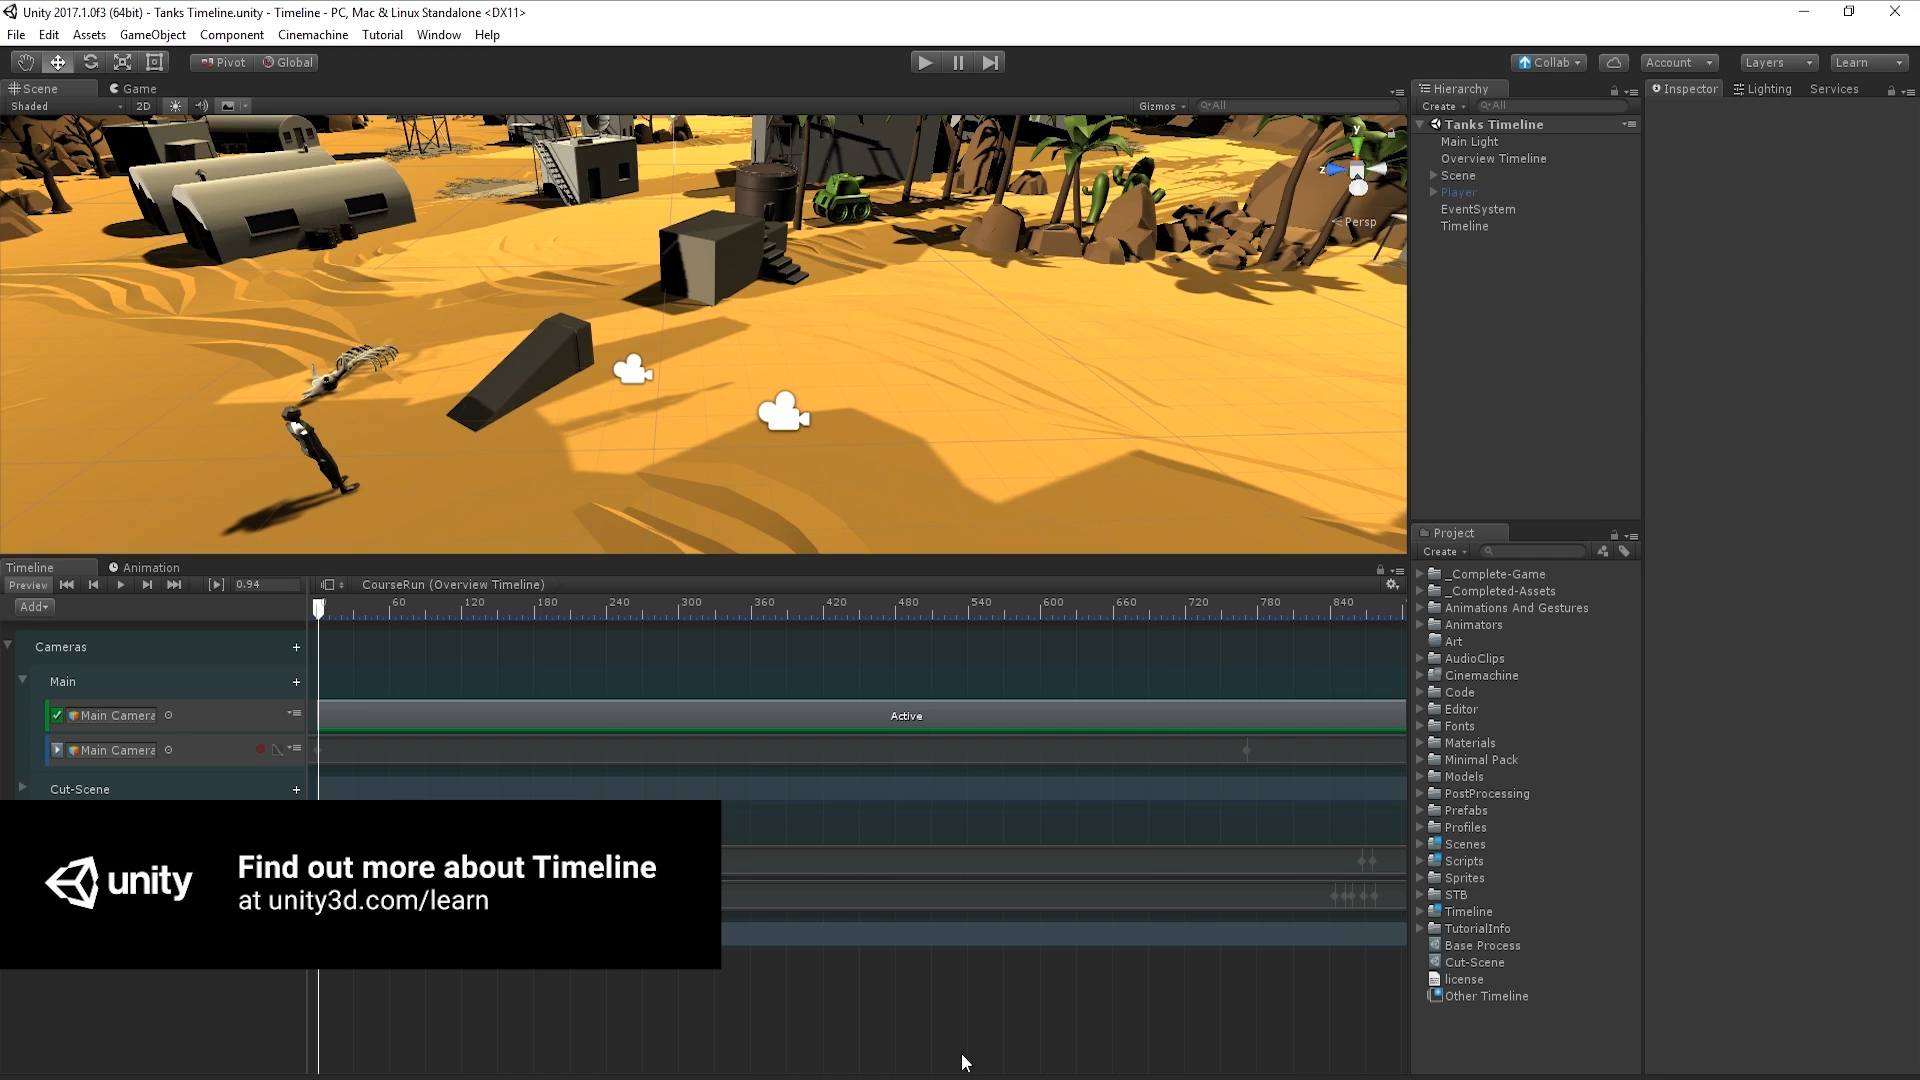 Unity 2017.1.0f3 (64bit) - Tanks Timeline.unity - Timeline - PC, Mac & Linux Standalone <DX11>
File Edit Assets GameObject Component Cinemachine Tutorial Window Help
Pivot Global Collab Account Layers Learn
Scene Game
Shaded 2D Gizmos All
y
z
Persp
Hierarchy
Create All
Tanks Timeline
Main Light
Overview Timeline
Scene
Player
EventSystem
Timeline
Inspector Lighting Services
Project
Create
_Complete-Game
_Completed-Assets
Animations And Gestures
Animators
Art
AudioClips
Cinemachine
Code
Editor
Fonts
Materials
Minimal Pack
Models
PostProcessing
Prefabs
Profiles
Scenes
Scripts
Sprites
STB
Timeline
TutorialInfo
Base Process
Cut-Scene
license
Other Timeline
Timeline Animation
Preview 0.94 CourseRun (Overview Timeline)
Add
60 120 180 240 300 360 420 480 540 600 660 720 780 840
Cameras
Main
Main Camera Active
Main Camera
Cut-Scene
unity
Find out more about Timeline
at unity3d.com/learn